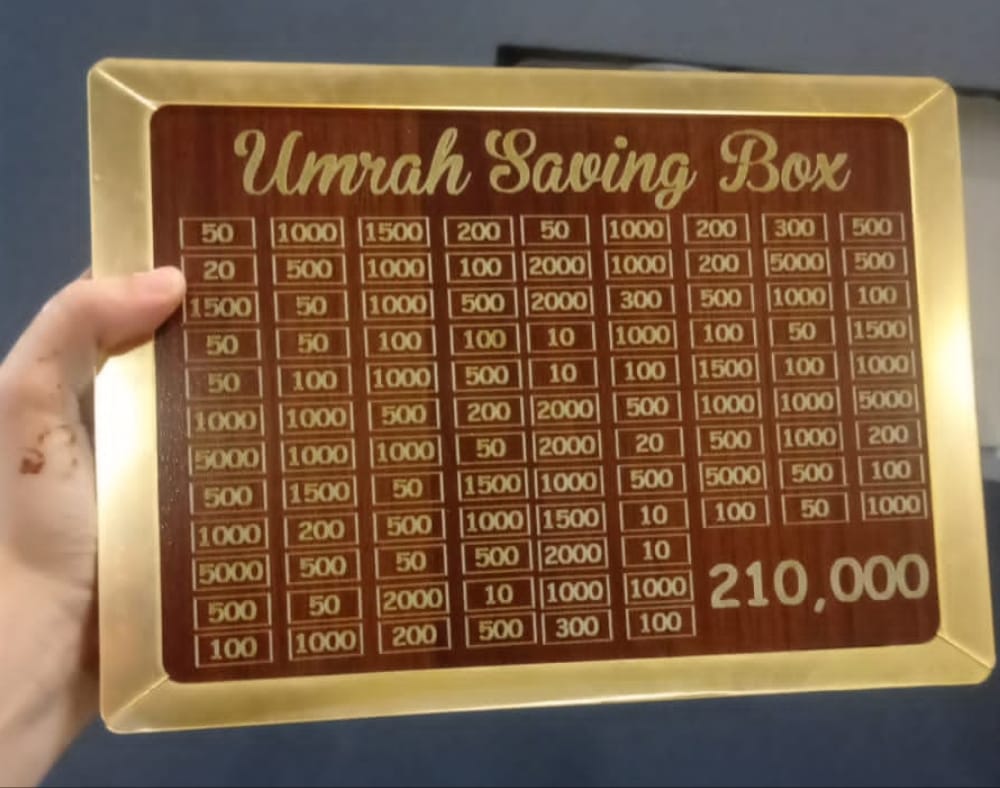 Umrah Saving Box
50 1000 1500 200 50 1000 200 300 500
20 500 1000 100 2000 1000 200 5000 500
1500 50 1000 500 2000 300 500 1000 100
50 50 100 100 10 1000 100 50 1500
50 100 1000 500 10 100 1500 100 1000
1000 1000 500 200 2000 500 1000 1000 5000
5000 1000 1000 50 2000 20 500 1000 200
500 1500 50 1500 1000 500 5000 500 100
1000 200 500 1000 1500 10 100 50 1000
5000 500 50 500 2000 10
500 50 2000 10 1000 1000
100 1000 200 500 300 100
210,000